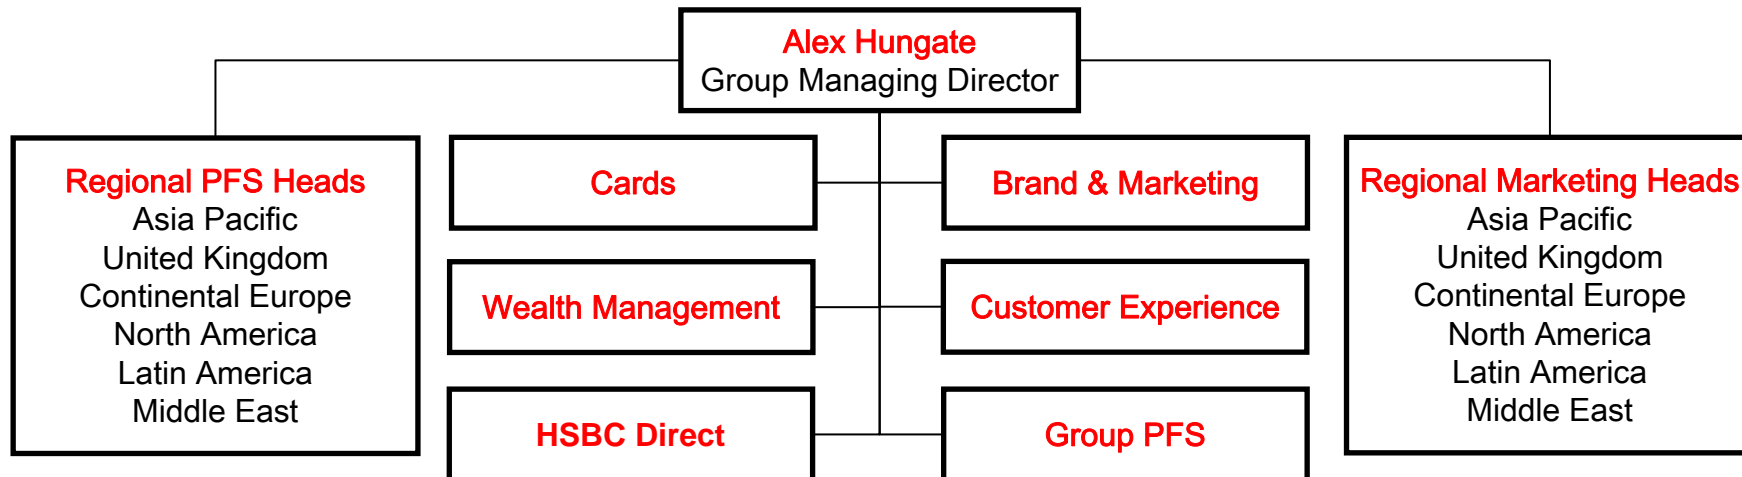 Alex Hungate
Group Managing Director
Regional PFS Heads
Asia Pacific
United Kingdom
Continental Europe
North America
Latin America
Middle East
Cards
Brand & Marketing
Wealth Management
Customer Experience
HSBC Direct
Group PFS
Regional Marketing Heads
Asia Pacific
United Kingdom
Continental Europe
North America
Latin America
Middle East